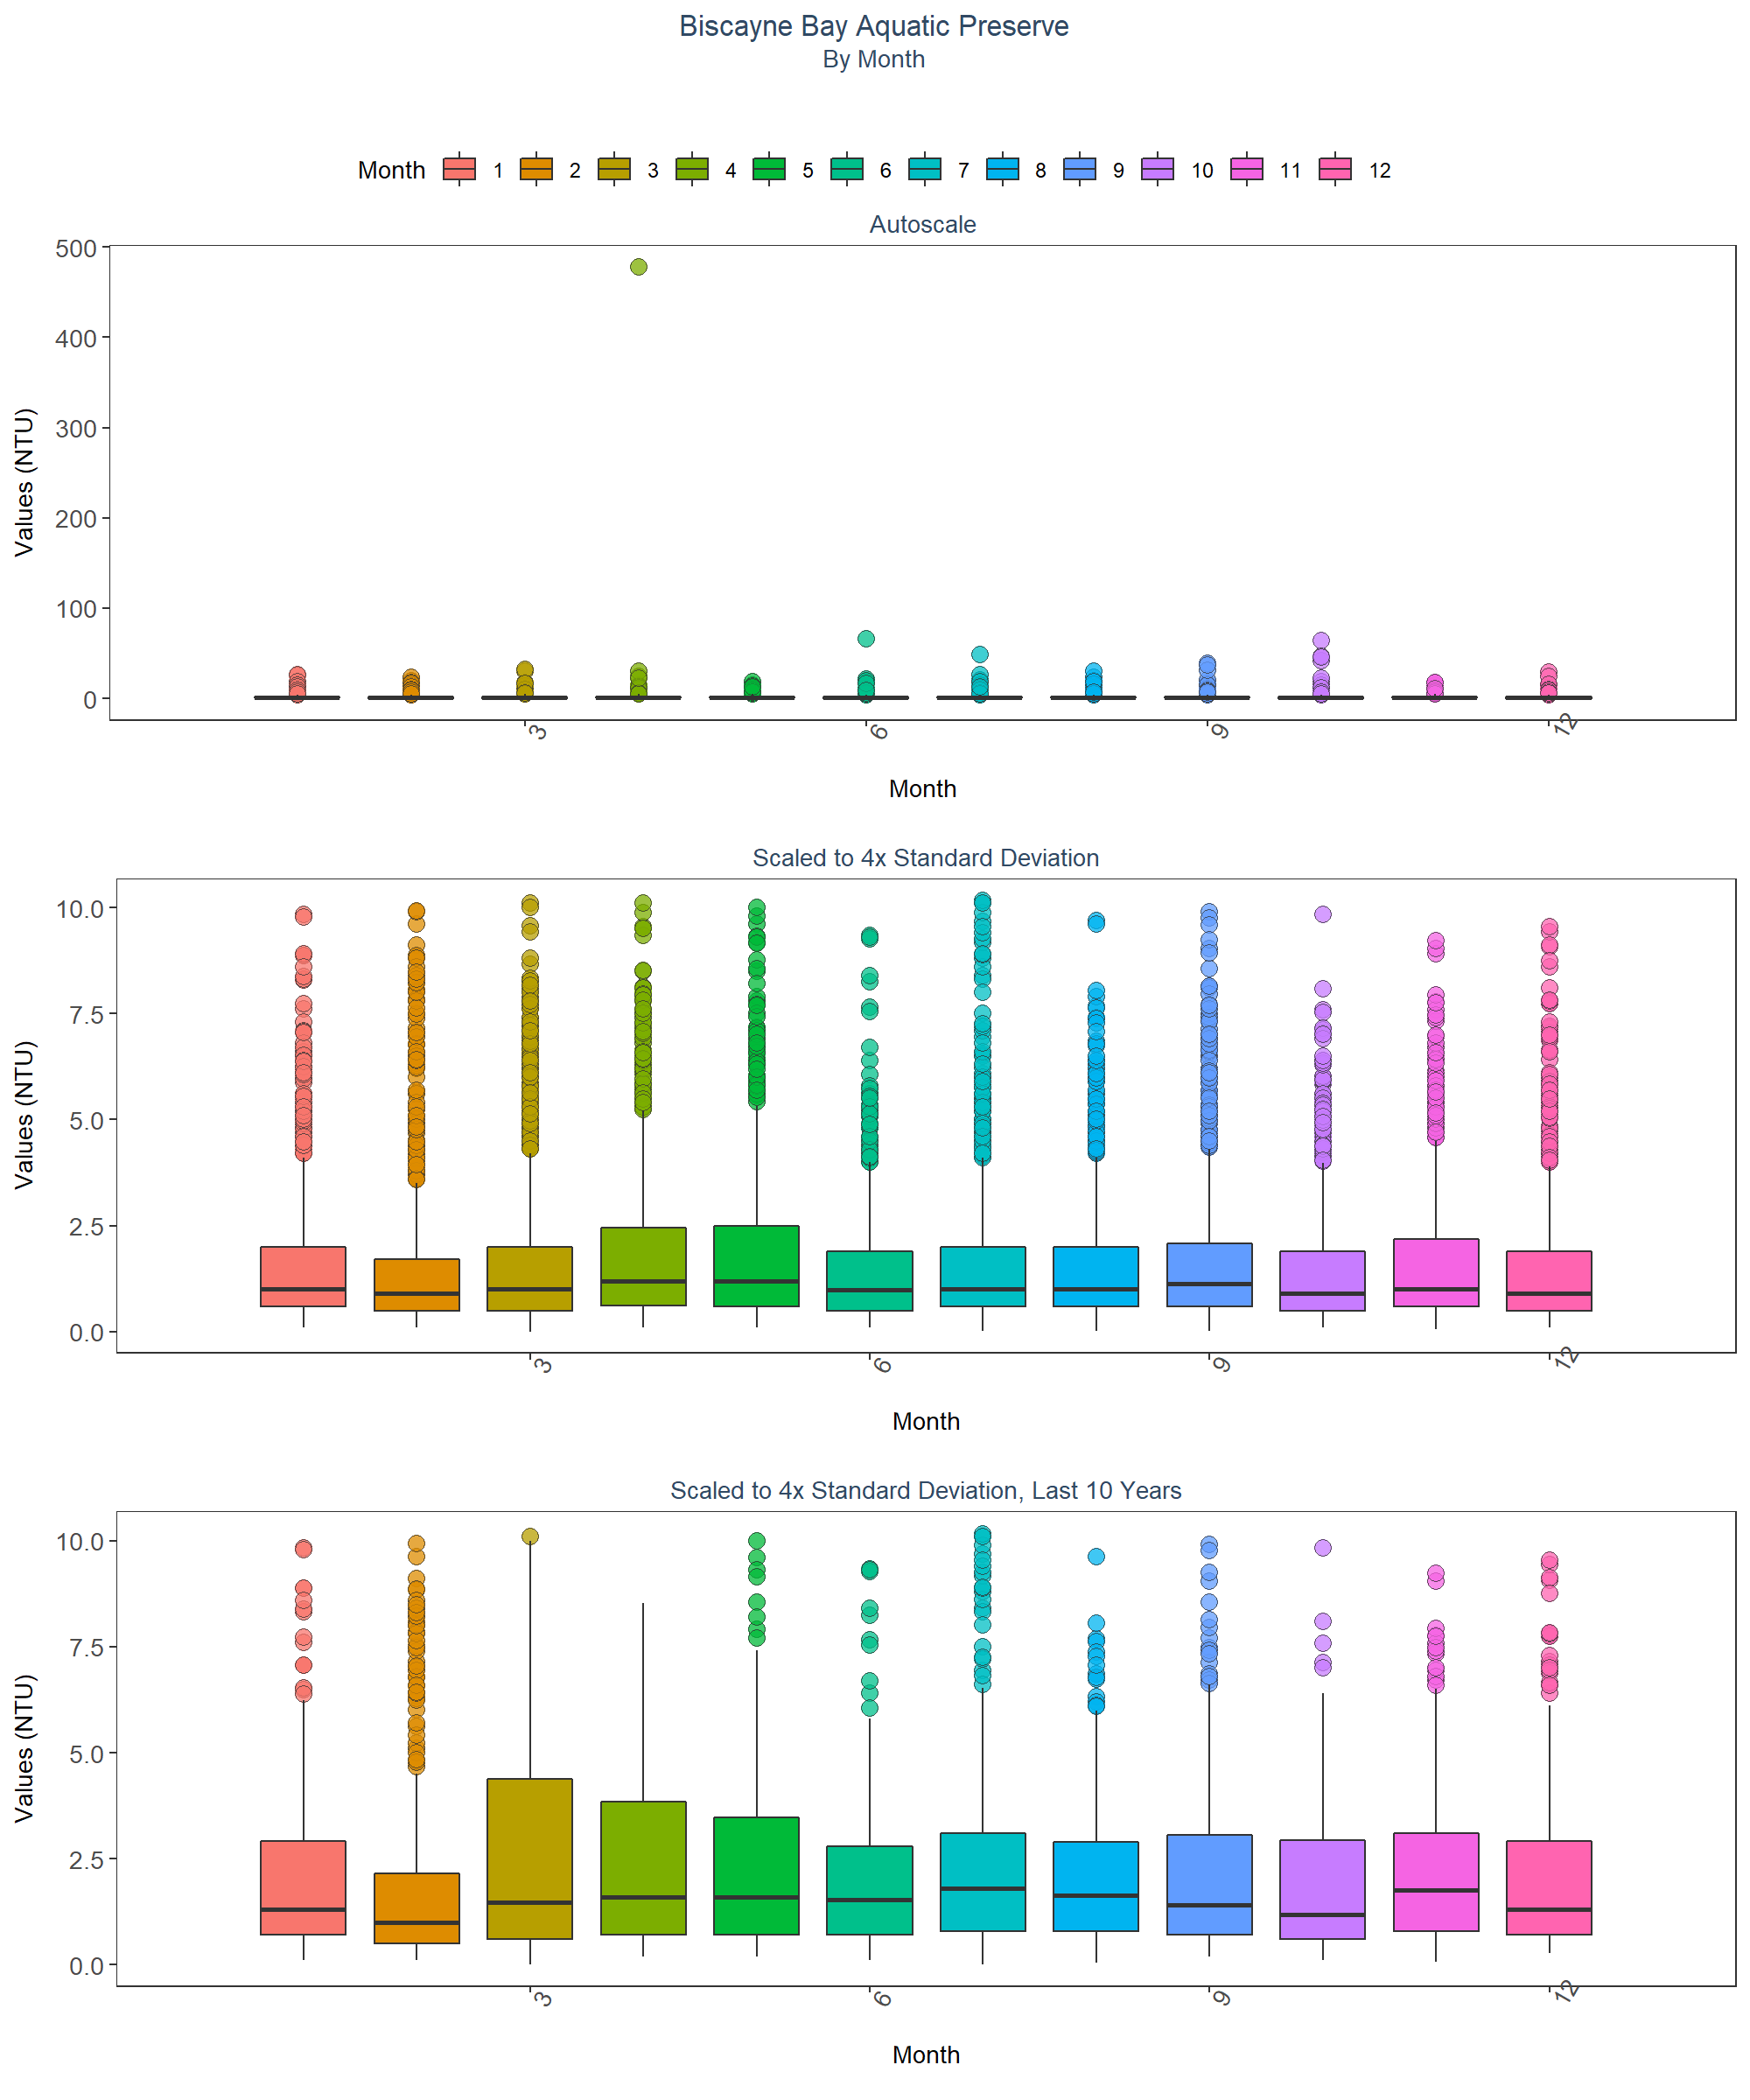 Biscayne Bay Aquatic Preserve
By Month
Month 1 2 3 4 5 6 7 8 9 10 11 12
Autoscale
500
400
300
200
100
0
Values (NTU)
3 6 9 12
Month
Scaled to 4x Standard Deviation
10.0
7.5
5.0
2.5
0.0
Values (NTU)
3 6 9 12
Month
Scaled to 4x Standard Deviation, Last 10 Years
10.0
7.5
5.0
2.5
0.0
Values (NTU)
3 6 9 12
Month